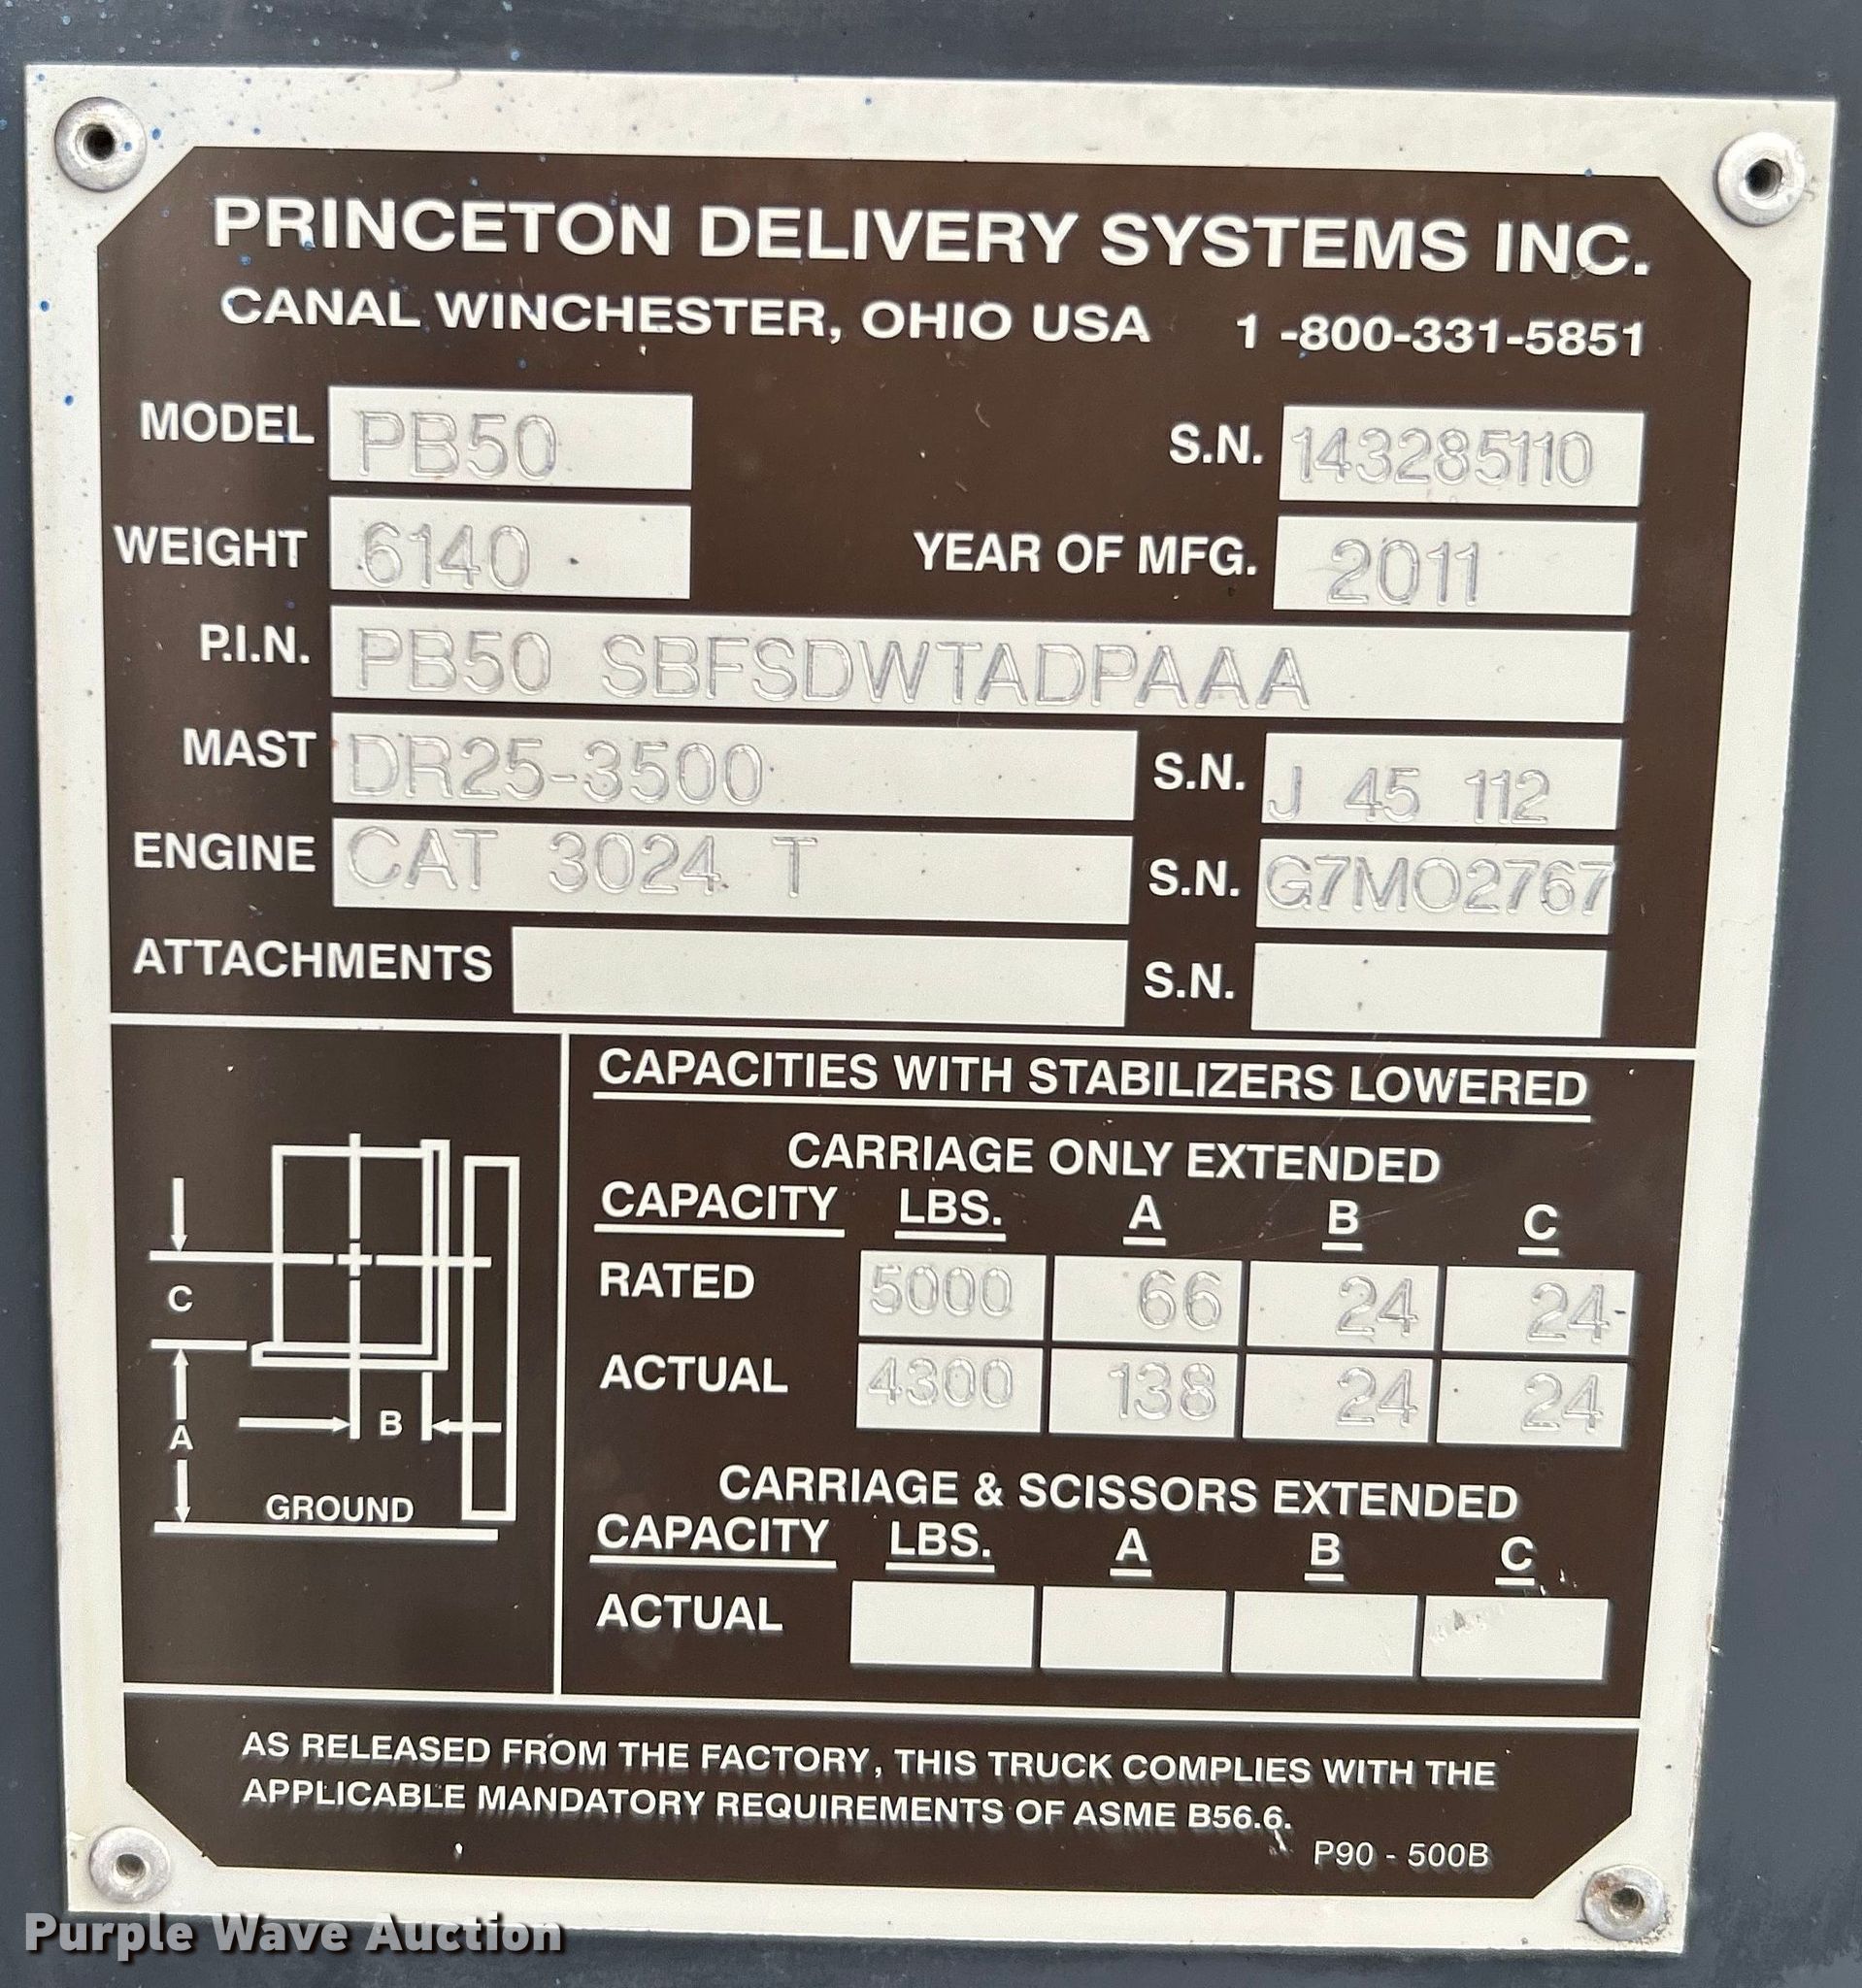 PRINCETON DELIVERY SYSTEMS INC.
CANAL WINCHESTER, OHIO USA 1 -800-331-5851
MODEL PB50 S.N. 143285110
WEIGHT 6140 YEAR OF MFG. 2011
P.I.N. PB50 SBFSDWTADPAAA
MAST DR25-3500 S.N. J 45 112
ENGINE CAT 3024 T S.N. G7MO2767
ATTACHMENTS S.N.
CAPACITIES WITH STABILIZERS LOWERED
CARRIAGE ONLY EXTENDED
CAPACITY LBS. A B C
RATED 5000 66 24 24
ACTUAL 4300 138 24 24
CARRIAGE & SCISSORS EXTENDED
CAPACITY LBS. A B C
ACTUAL
C
B
A
GROUND
AS RELEASED FROM THE FACTORY, THIS TRUCK COMPLIES WITH THE
APPLICABLE MANDATORY REQUIREMENTS OF ASME B56.6.
P90 - 500B
Purple Wave Auction